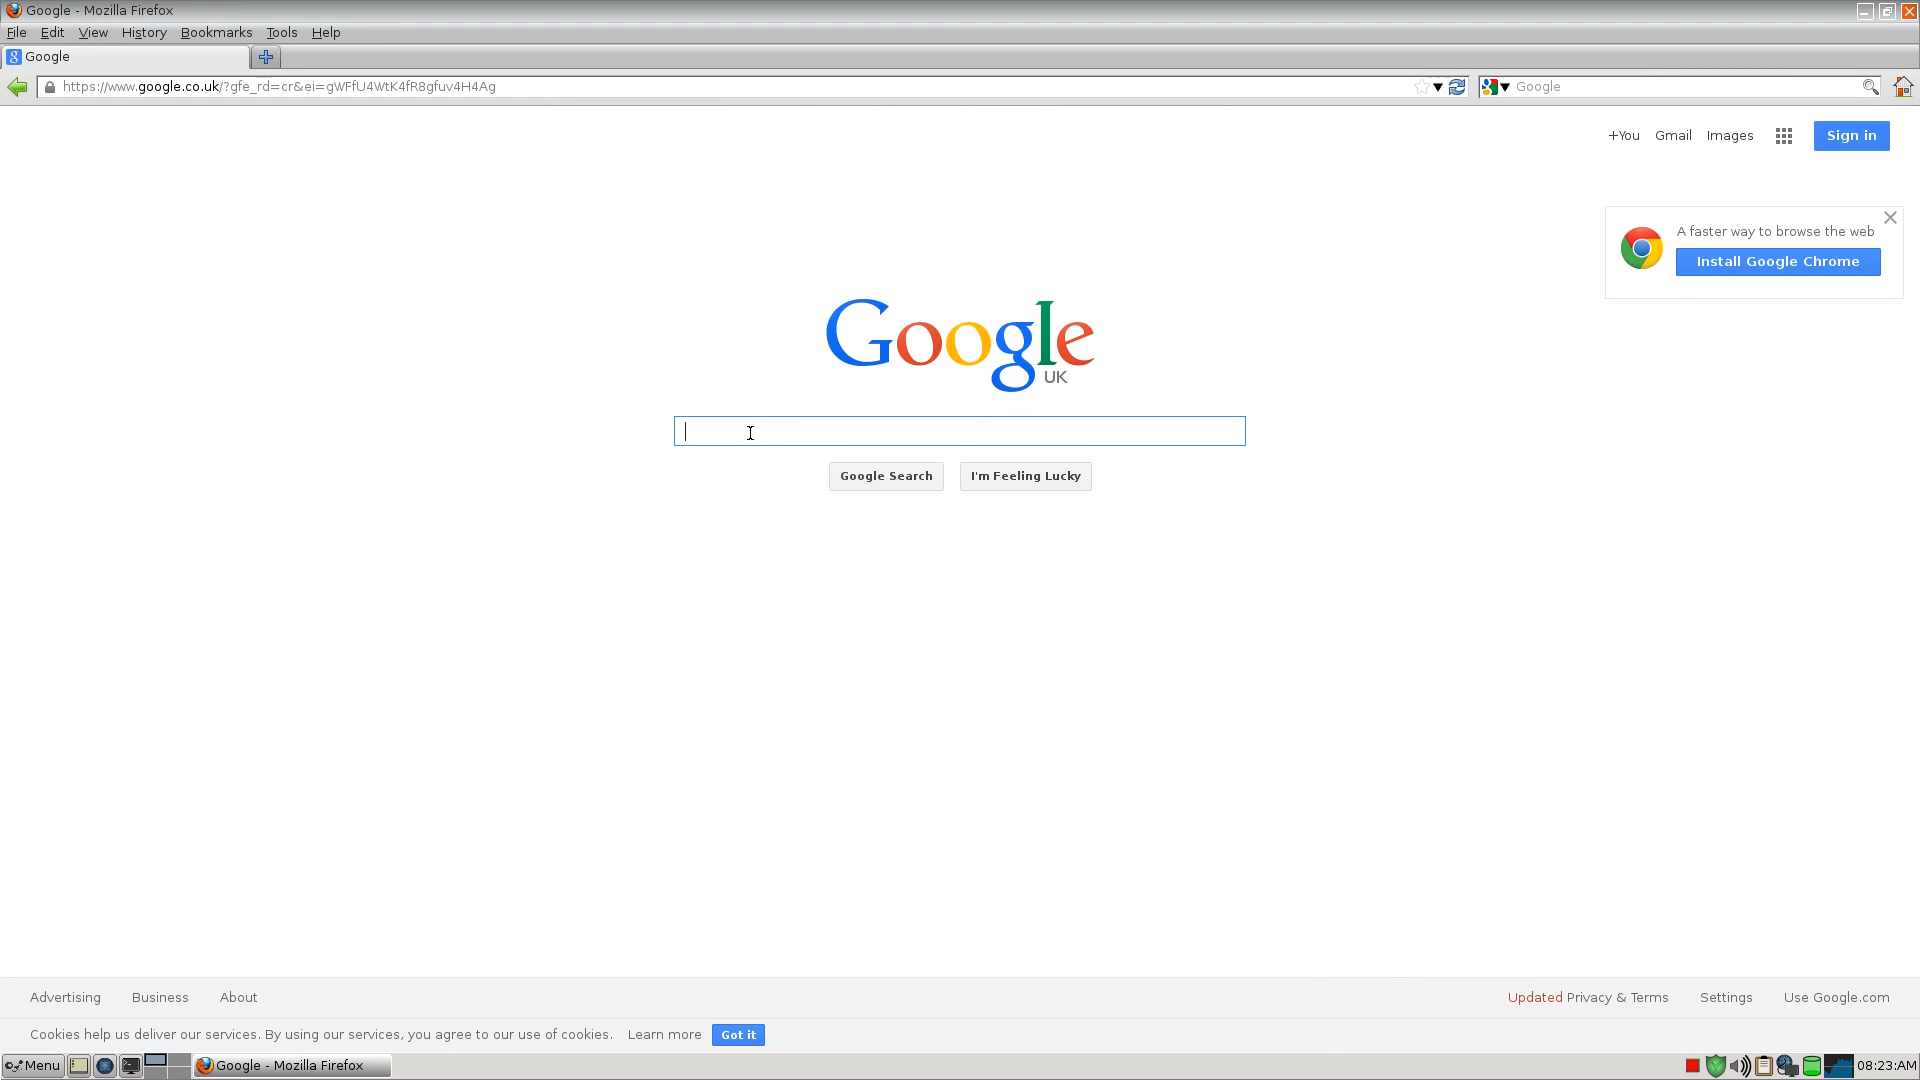 Google - Mozilla Firefox
File Edit View History Bookmarks Tools Help
Google
https://www.google.co.uk/?gfe_rd=cr&ei=gWFfU4WtK4fR8gfuv4H4Ag
Google
+You Gmail Images Sign in
A faster way to browse the web
Install Google Chrome
Google
UK
Google Search I'm Feeling Lucky
Advertising Business About Updated Privacy & Terms Settings Use Google.com
Cookies help us deliver our services. By using our services, you agree to our use of cookies. Learn more Got it
Menu Google - Mozilla Firefox 08:23:AM